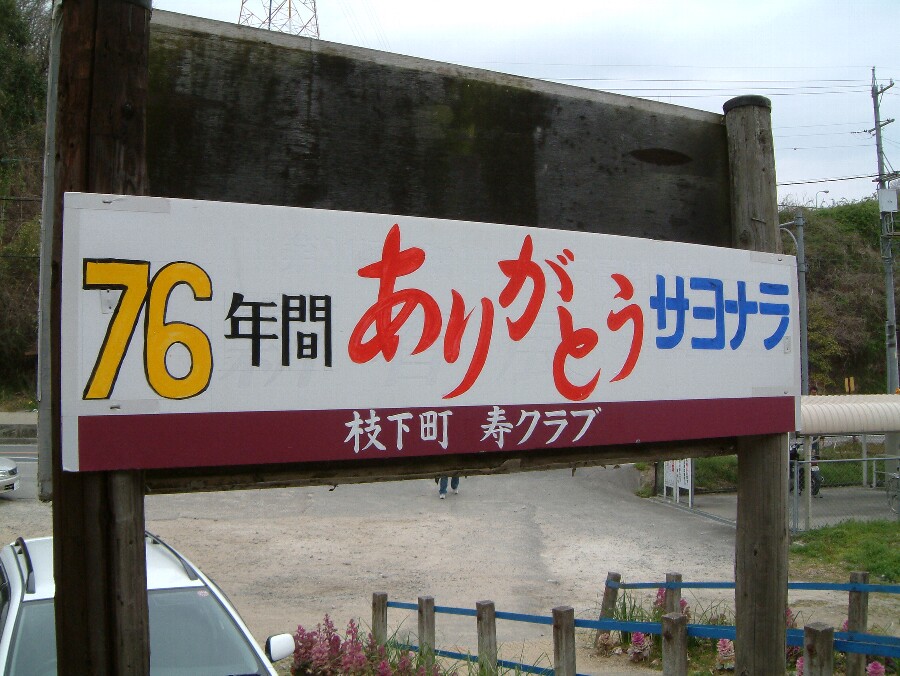 76年間ありがとうサヨナラ
枝下町 寿クラブ